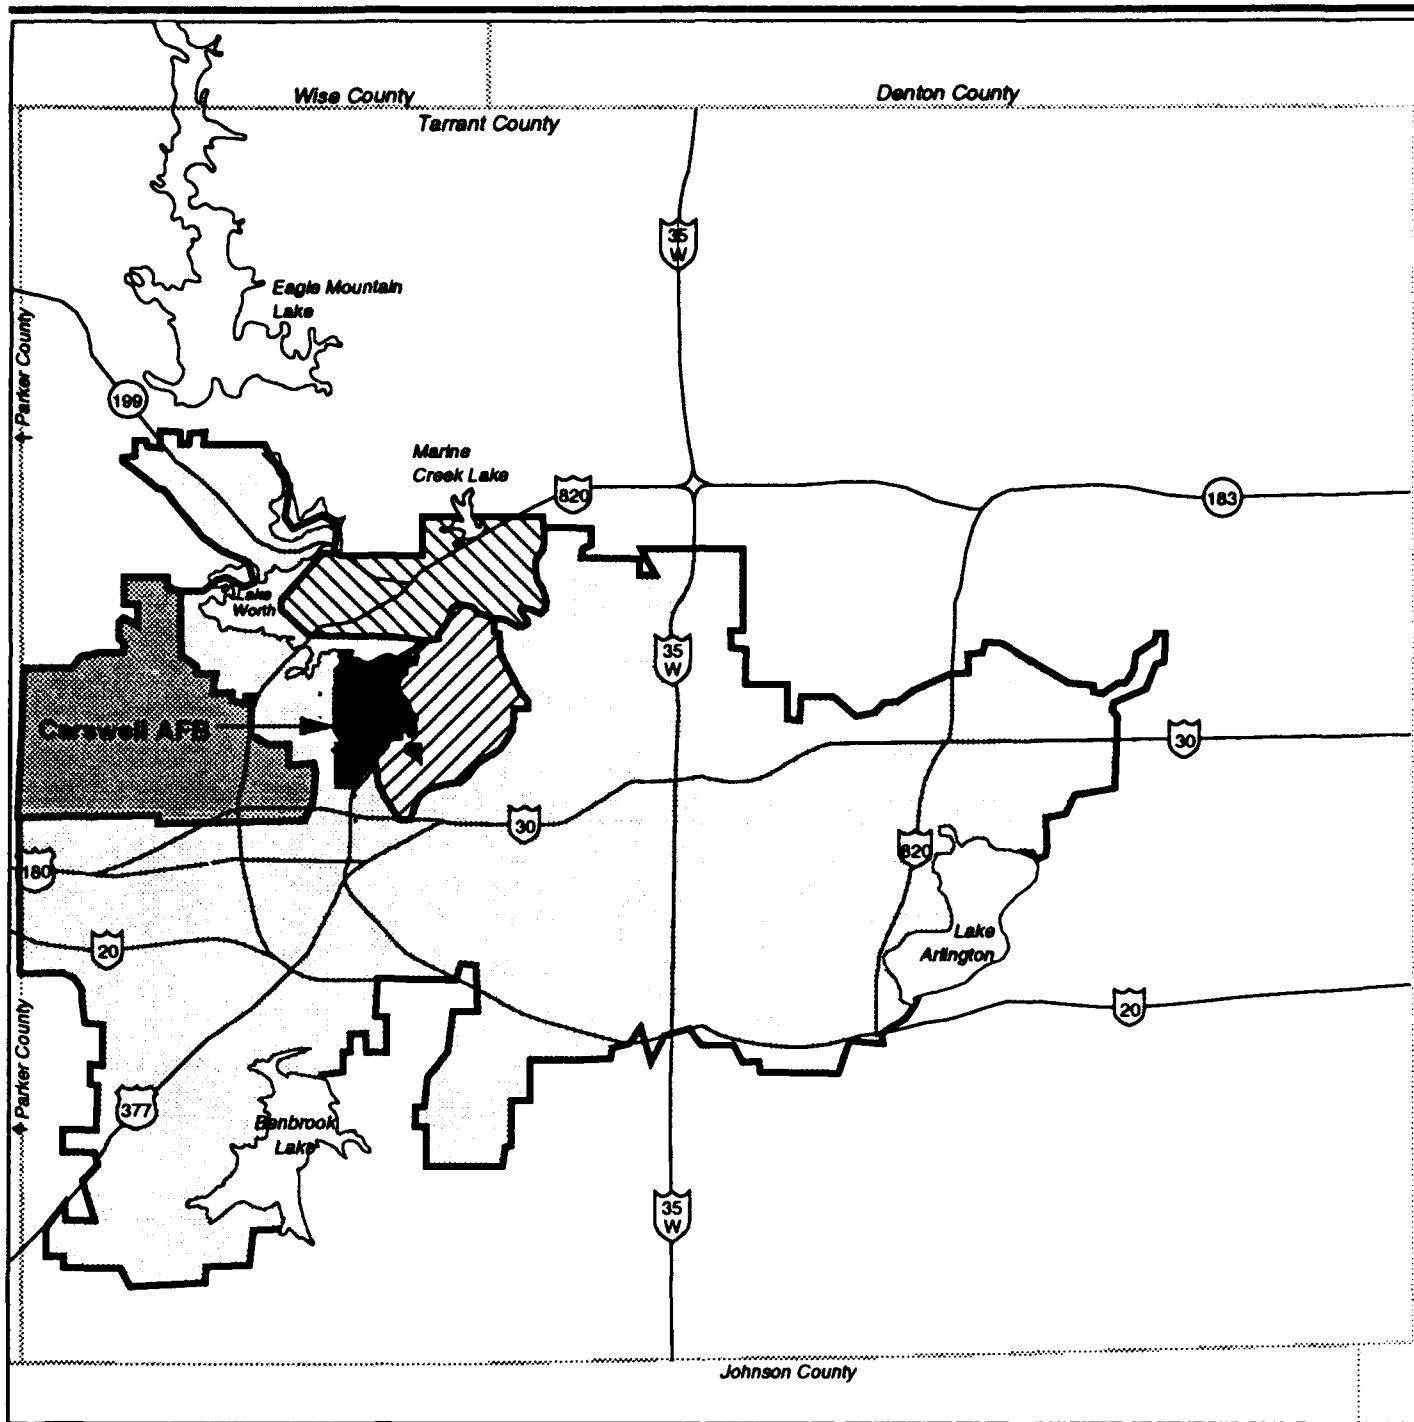 Wise County
Denton County
Tarrant County
35
W
Eagle Mountain
Lake
Parker County
199
Marine
Creek Lake
820
183
Lake
Worth
35
W
Carswell AFB
30
30
180
820
20
Lake
Arlington
20
Parker County
377
Benbrook
Lake
35
W
Johnson County